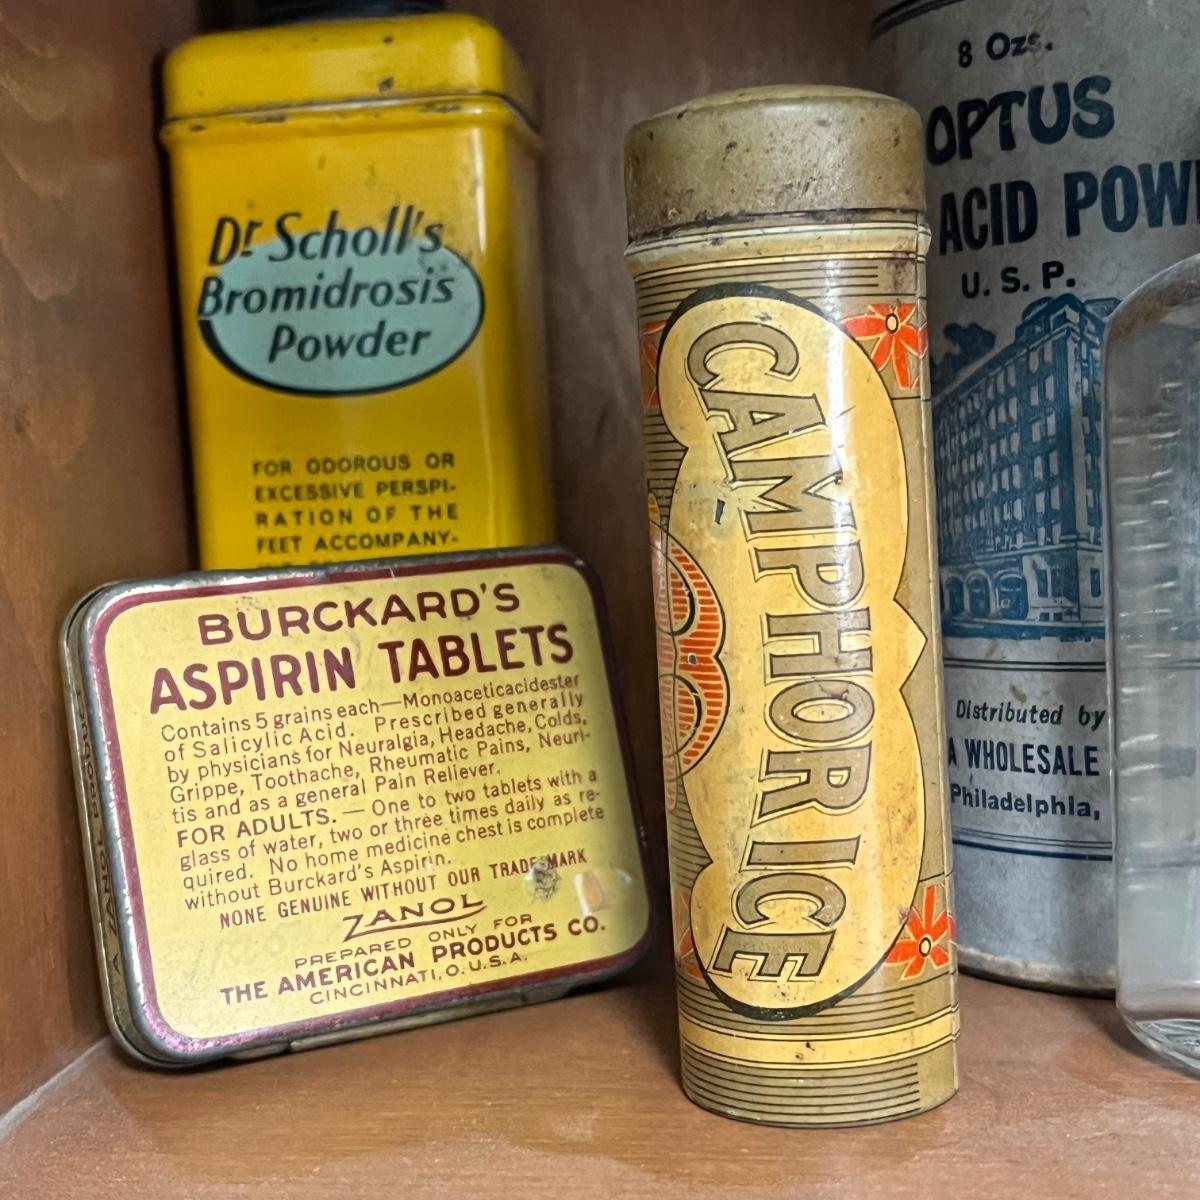 Dr Scholl's
Bromidrosis
Powder
FOR ODOROUS OR
EXCESSIVE PERSPI-
RATION OF THE
FEET ACCOMPANY-
BURCKARD'S
ASPIRIN TABLETS
Contains 5 grains each—Monoaceticacidester
of Salicylic Acid. Prescribed generally
by physicians for Neuralgia, Headache, Colds,
Grippe, Toothache, Rheumatic Pains, Neuri-
tis and as a general Pain Reliever.
FOR ADULTS.—One to two tablets with a
glass of water, two or three times daily as re-
quired. No home medicine chest is complete
without Burckard's Aspirin.
NONE GENUINE WITHOUT OUR TRADE MARK
ZANOL
PREPARED ONLY FOR
THE AMERICAN PRODUCTS CO.
CINCINNATI, O. U.S.A.
A ZANOL PRODUCT
CAMPHOR ICE
8 Ozs.
OPTUS
ACID POW
U. S. P.
Distributed by
A WHOLESALE
Philadelphia,